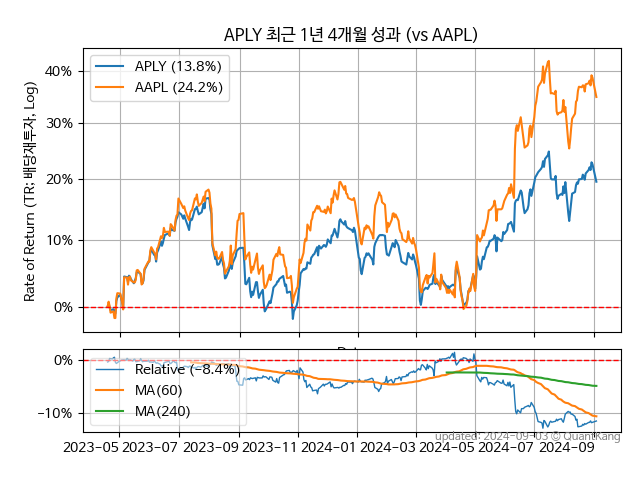 APLY 최근 1년 4개월 성과 (vs AAPL)
Rate of Return (TR: 배당재투자, Log)
40%
30%
20%
10%
0%
APLY (13.8%)
AAPL (24.2%)
0%
−10%
Relative (−8.4%)
MA(60)
MA(240)
2023-05 2023-07 2023-09 2023-11 2024-01 2024-03 2024-05 2024-07 2024-09
updated: 2024-09-03 © QuantKang